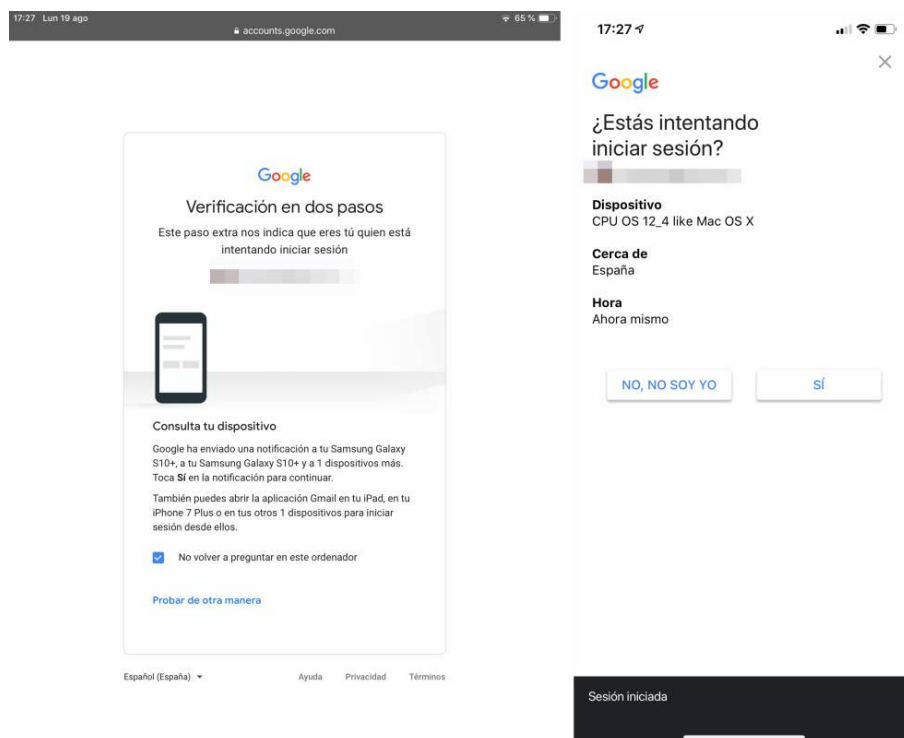 17:27 Lun 19 ago
65 %
accounts.google.com
Google
Verificación en dos pasos
Este paso extra nos indica que eres tú quien está
intentando iniciar sesión
Consulta tu dispositivo
Google ha enviado una notificación a tu Samsung Galaxy
S10+, a tu Samsung Galaxy S10+ y a 1 dispositivos más.
Toca Sí en la notificación para continuar.
También puedes abrir la aplicación Gmail en tu iPad, en tu
iPhone 7 Plus o en tus otros 1 dispositivos para iniciar
sesión desde ellos.
No volver a preguntar en este ordenador
Probar de otra manera
Español (España)
Ayuda Privacidad Términos
17:27
Google
¿Estás intentando
iniciar sesión?
Dispositivo
CPU OS 12_4 like Mac OS X
Cerca de
España
Hora
Ahora mismo
NO, NO SOY YO
SÍ
Sesión iniciada